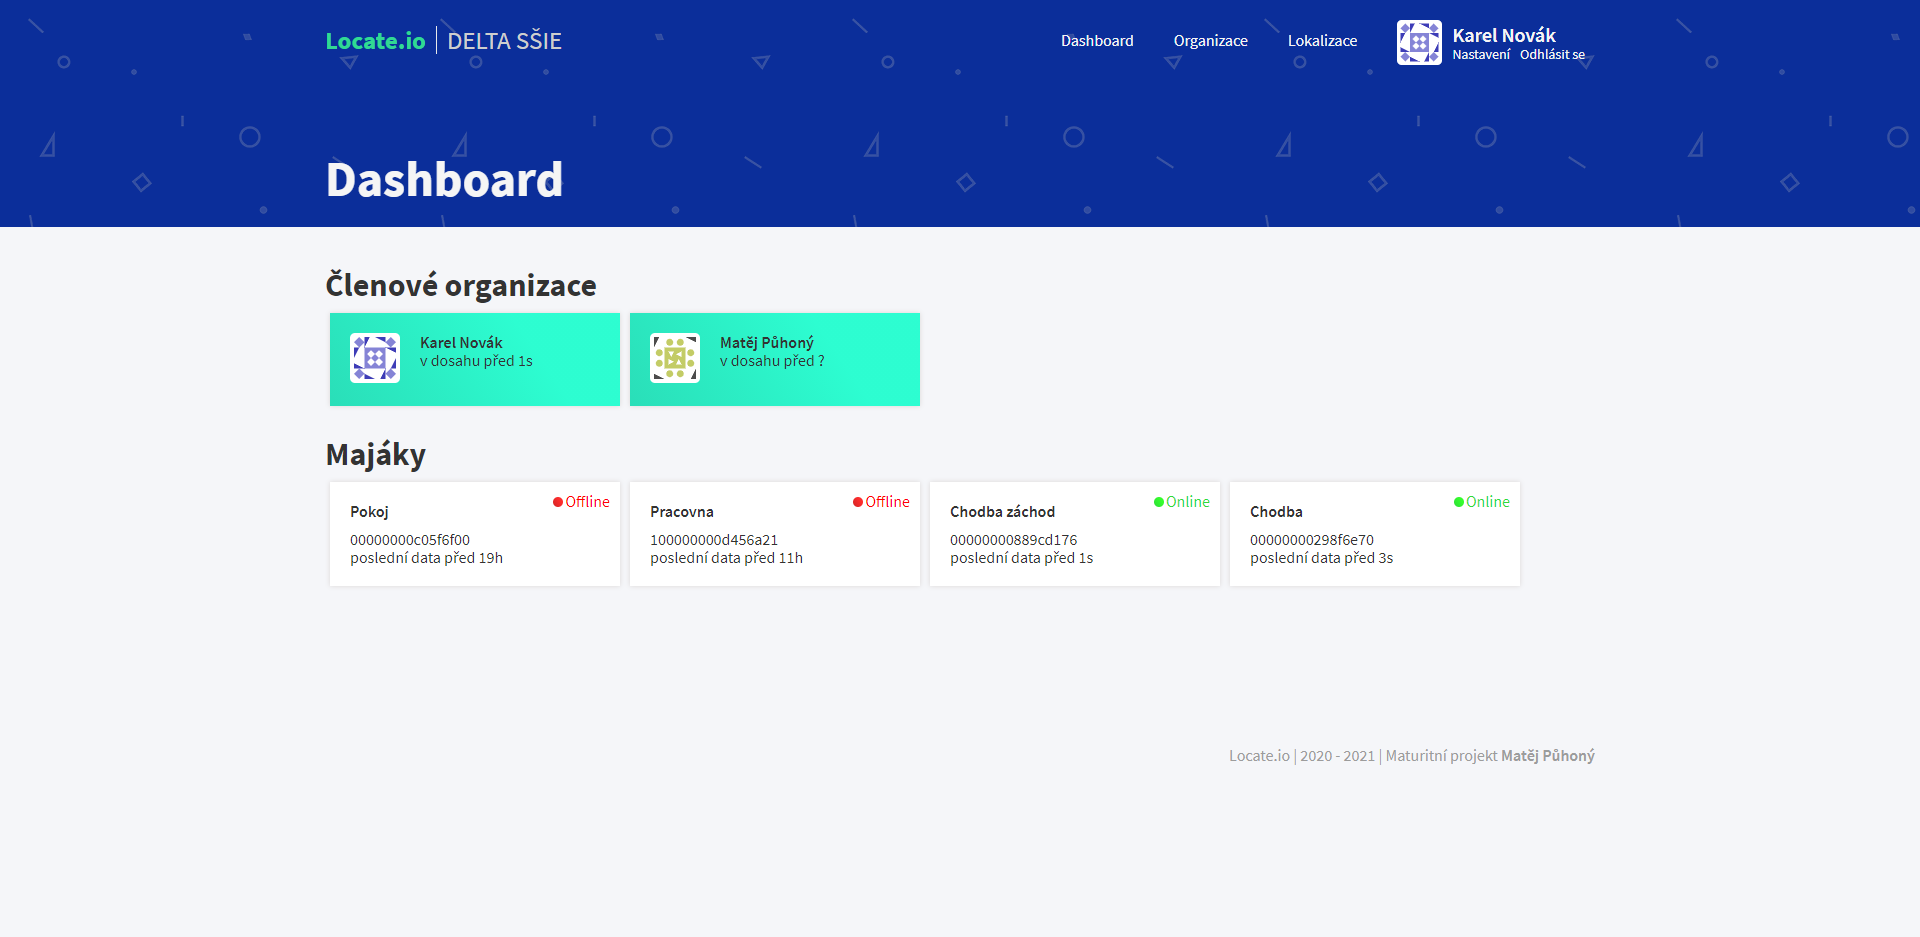 Locate.io | DELTA SŠIE
Dashboard
Organizace
Lokalizace
Karel Novák
Nastavení Odhlásit se
Dashboard
Členové organizace
Karel Novák
v dosahu před 1s
Matěj Půhoný
v dosahu před ?
Majáky
Offline
Pokoj
00000000c05f6f00
poslední data před 19h
Offline
Pracovna
100000000d456a21
poslední data před 11h
Online
Chodba záchod
00000000889cd176
poslední data před 1s
Online
Chodba
00000000298f6e70
poslední data před 3s
Locate.io | 2020 - 2021 | Maturitní projekt Matěj Půhoný